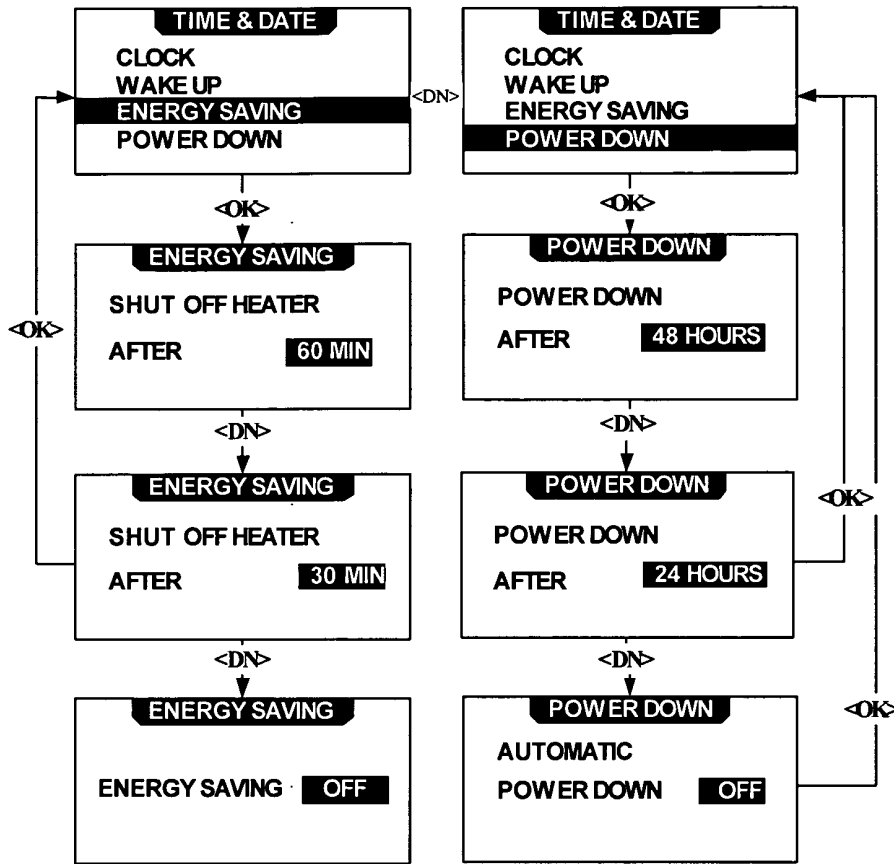 TIME & DATE
CLOCK
WAKE UP
ENERGY SAVING
POWER DOWN
<DN>
TIME & DATE
CLOCK
WAKE UP
ENERGY SAVING
POWER DOWN
<OK>
<OK>
ENERGY SAVING
SHUT OFF HEATER
AFTER 60 MIN
POWER DOWN
POWER DOWN
AFTER 48 HOURS
<OK>
<DN>
<DN>
ENERGY SAVING
SHUT OFF HEATER
AFTER 30 MIN
POWER DOWN
POWER DOWN
AFTER 24 HOURS
<OK>
<DN>
<DN>
ENERGY SAVING
ENERGY SAVING OFF
POWER DOWN
AUTOMATIC
POWER DOWN OFF
<OK>